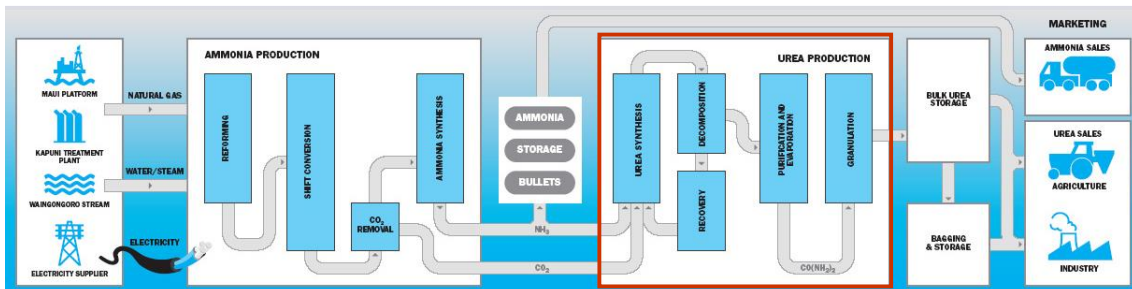 MAUI PLATFORM
KAPUNI TREATMENT
PLANT
WAINGONGORO STREAM
ELECTRICITY SUPPLIER
NATURAL GAS
WATER/STEAM
ELECTRICITY
AMMONIA PRODUCTION
REFORMING
SHIFT CONVERSION
CO₂
REMOVAL
AMMONIA SYNTHESIS
AMMONIA
STORAGE
BULLETS
NH₃
CO₂
UREA PRODUCTION
UREA SYNTHESIS
DECOMPOSITION
RECOVERY
PURIFICATION AND
EVAPORATION
GRANULATION
CO(NH₂)₂
BULK UREA
STORAGE
BAGGING
& STORAGE
MARKETING
AMMONIA SALES
UREA SALES
AGRICULTURE
INDUSTRY